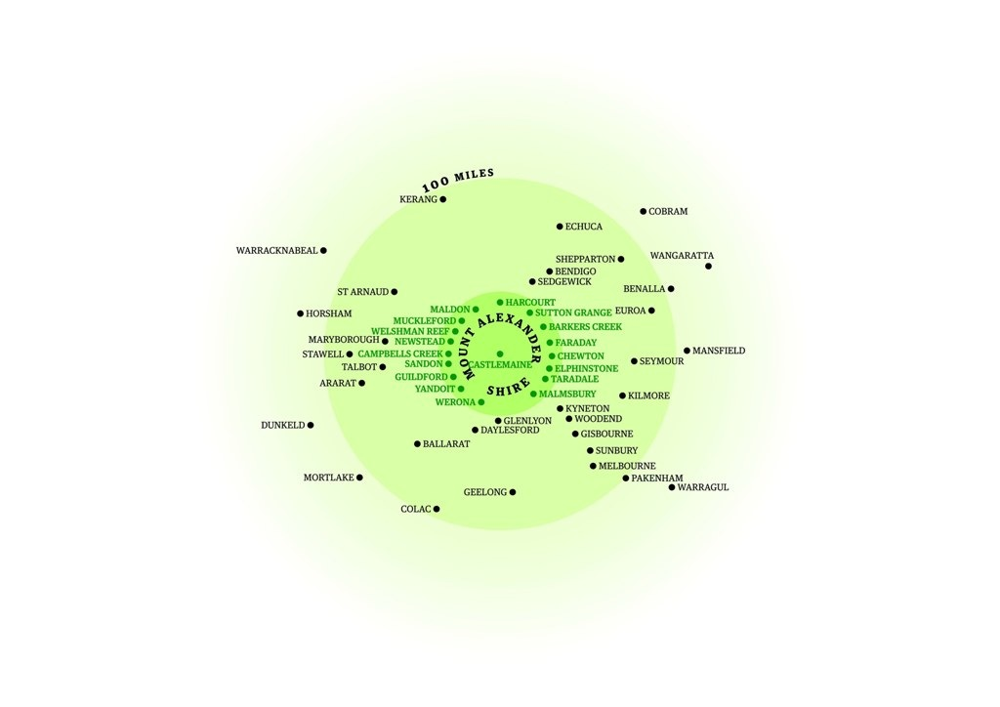 100 MILES
KERANG
COBRAM
ECHUCA
WARRACKNABEAL
WANGARATTA
SHEPPARTON
BENDIGO
SEDGEWICK
BENALLA
ST ARNAUD
HARCOURT
MALDON
EUROA
HORSHAM
SUTTON GRANGE
MUCKLEFORD
MOUNT ALEXANDER
SHIRE
BARKERS CREEK
WELSHMAN REEF
MARYBOROUGH
NEWSTEAD
FARADAY
MANSFIELD
STAWELL
CAMPBELLS CREEK
CHEWTON
SEYMOUR
CASTLEMAINE
SANDON
TALBOT
ELPHINSTONE
GUILDFORD
TARADALE
ARARAT
YANDOIT
MALMSBURY
KILMORE
WERONA
KYNETON
GLENLYON
WOODEND
DUNKELD
DAYLESFORD
GISBOURNE
BALLARAT
SUNBURY
MELBOURNE
MORTLAKE
PAKENHAM
WARRAGUL
GEELONG
COLAC